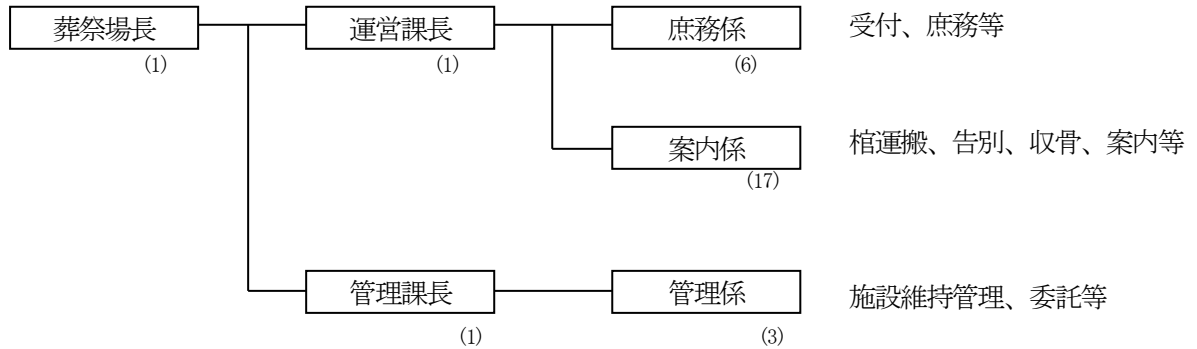 葬祭場長 運営課長 庶務係 受付、庶務等
(1) (1) (6)
案内係 棺運搬、告別、収骨、案内等
(17)
管理課長 管理係 施設維持管理、委託等
(1) (3)